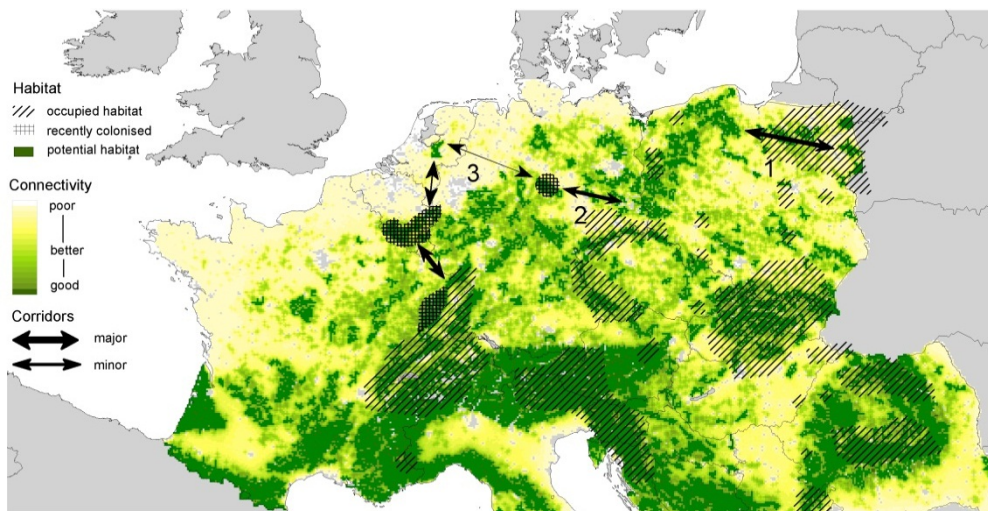 Habitat
occupied habitat
recently colonised
potential habitat
Connectivity
poor
better
good
Corridors
major
minor
1
2
3